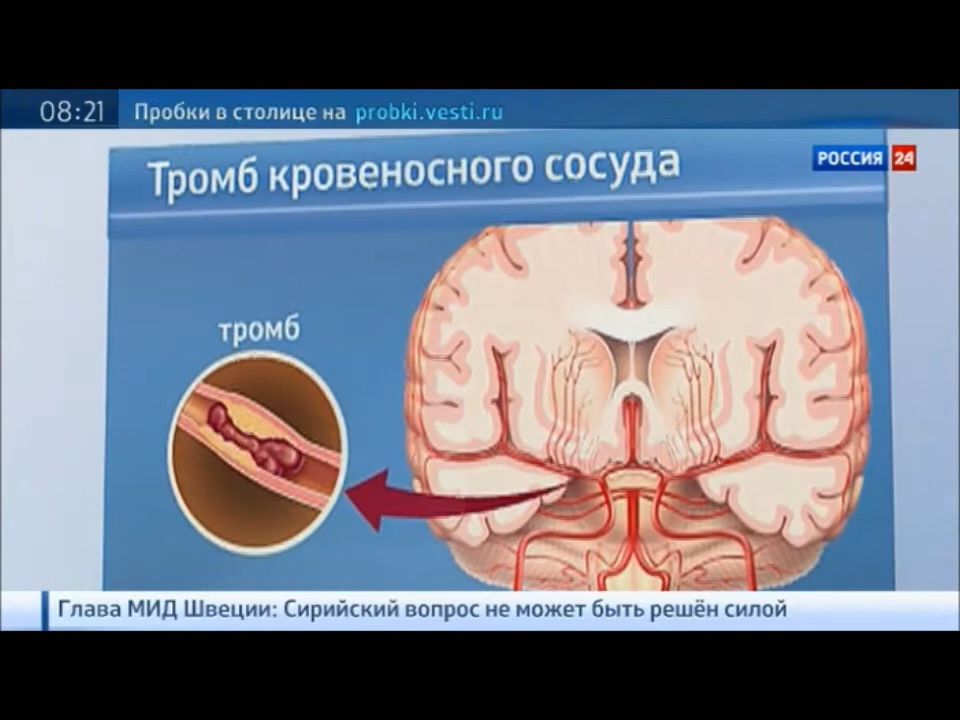 08:21 Пробки в столице на probki.vesti.ru
Тромб кровеносного сосуда
РОССИЯ 24
тромб
Глава МИД Швеции: Сирийский вопрос не может быть решён силой